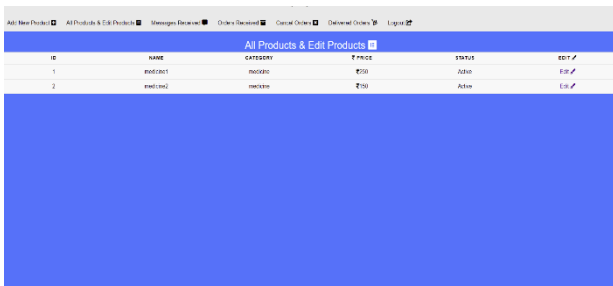 Add New Product All Products & Edit Products Messages Received Orders Received Cancel Orders Delivered Orders Logout
All Products & Edit Products
ID NAME CATEGORY ₹ PRICE STATUS EDIT
1 medicine1 medicine ₹250 Active Edit
2 medicine2 medicine ₹150 Active Edit